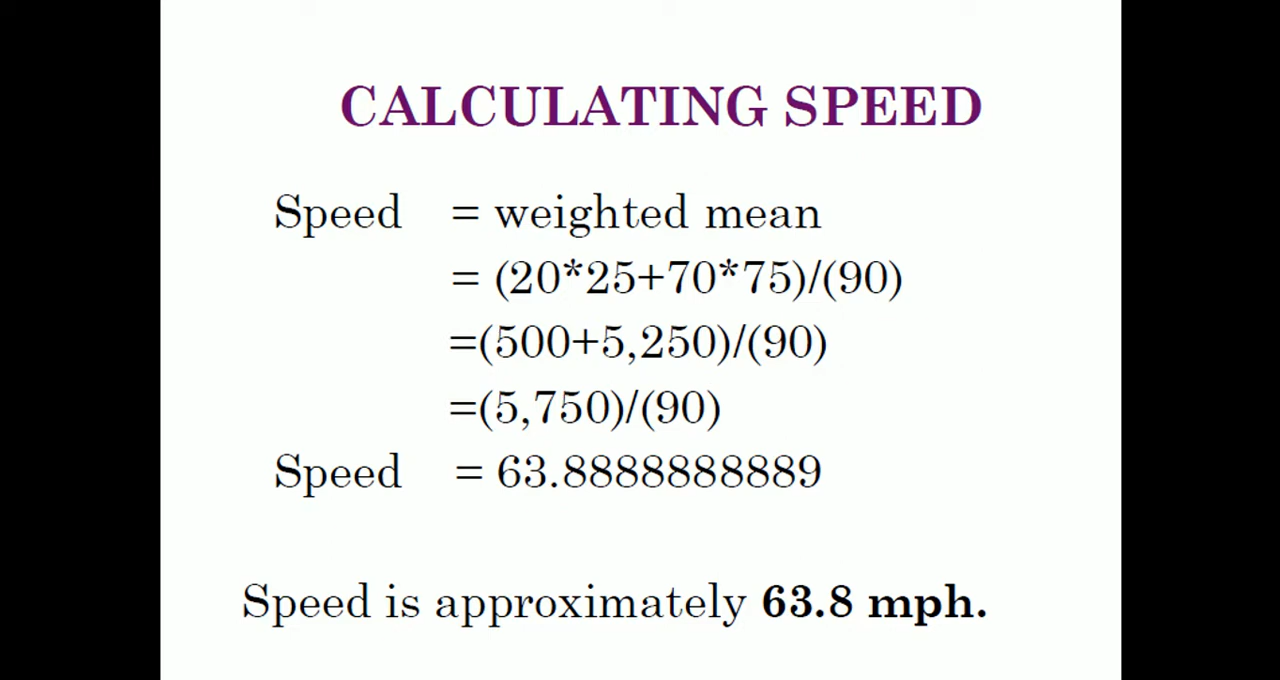 CALCULATING SPEED
Speed = weighted mean
= (20*25+70*75)/(90)
=(500+5,250)/(90)
=(5,750)/(90)
Speed = 63.8888888889
Speed is approximately 63.8 mph.